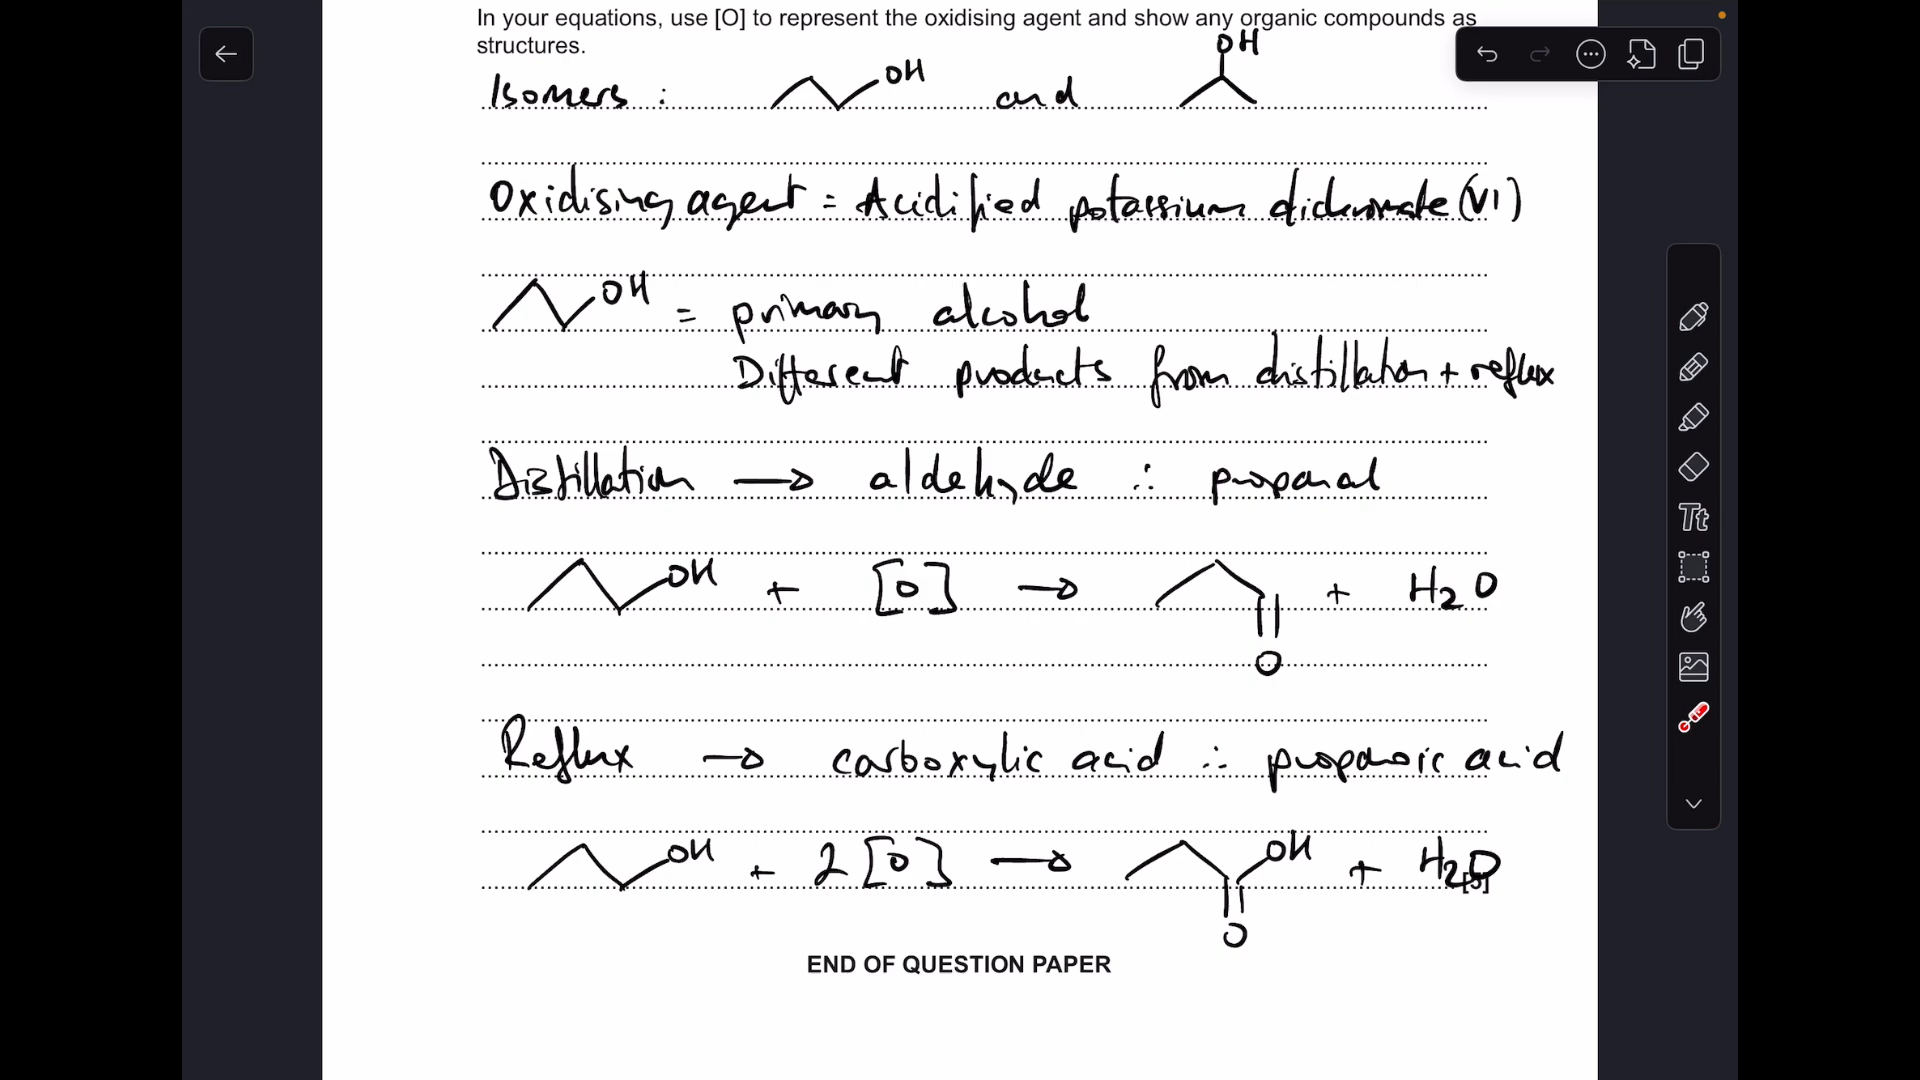 In your equations, use [O] to represent the oxidising agent and show any organic compounds as
structures.
Isomers : OH and OH
Oxidising agent = Acidified potassium dichromate (VI)
OH = primary alcohol
Different products from distillation + reflux
Distillation → aldehyde ∴ propanal
OH + [O] → O + H2O
Reflux → carboxylic acid ∴ propanoic acid
OH + 2 [O] → OH O + H2O
END OF QUESTION PAPER
Tt